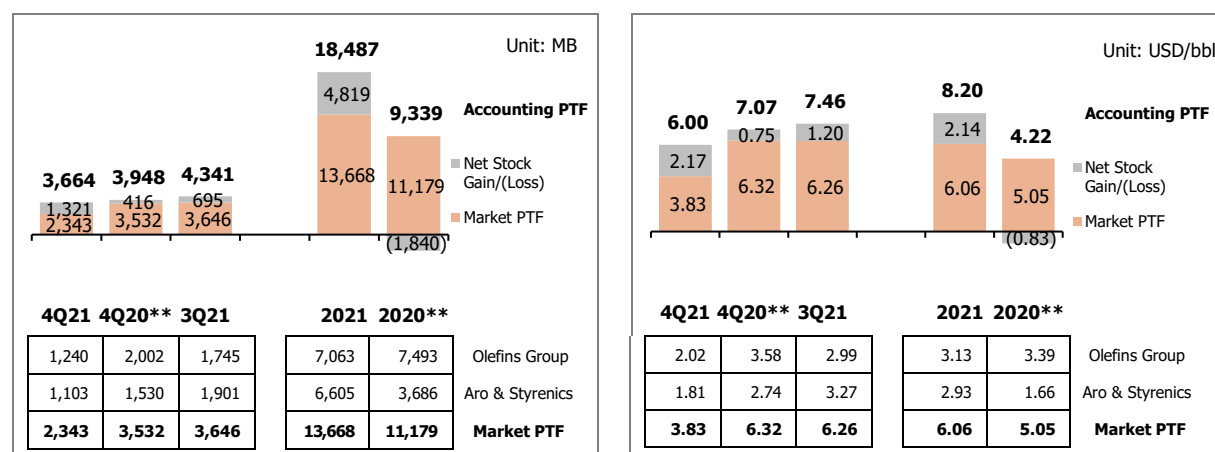 Unit: MB
18,487
4,819
Accounting PTF
9,339
Net Stock
Gain/(Loss)
3,664 3,948 4,341
13,668 11,179
1,321 416 695
2,343 3,532 3,646
Market PTF
(1,840)
4Q21 4Q20** 3Q21 2021 2020**
1,240 2,002 1,745 7,063 7,493 Olefins Group
1,103 1,530 1,901 6,605 3,686 Aro & Styrenics
2,343 3,532 3,646 13,668 11,179 Market PTF
Unit: USD/bbl
8.20
6.00 7.07 7.46
Accounting PTF
2.14
4.22
2.17 0.75 1.20
Net Stock
Gain/(Loss)
3.83 6.32 6.26 6.06 5.05
Market PTF
(0.83)
4Q21 4Q20** 3Q21 2021 2020**
2.02 3.58 2.99 3.13 3.39 Olefins Group
1.81 2.74 3.27 2.93 1.66 Aro & Styrenics
3.83 6.32 6.26 6.06 5.05 Market PTF